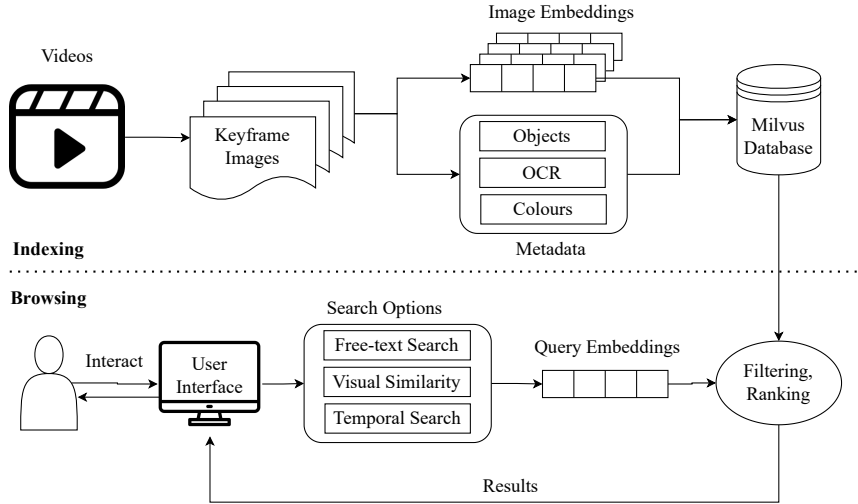 Image Embeddings
Videos
Keyframe
Images
Objects
OCR
Colours
Metadata
Milvus
Database
Indexing
Browsing
Search Options
Interact
User
Interface
Free-text Search
Visual Similarity
Temporal Search
Query Embeddings
Filtering,
Ranking
Results